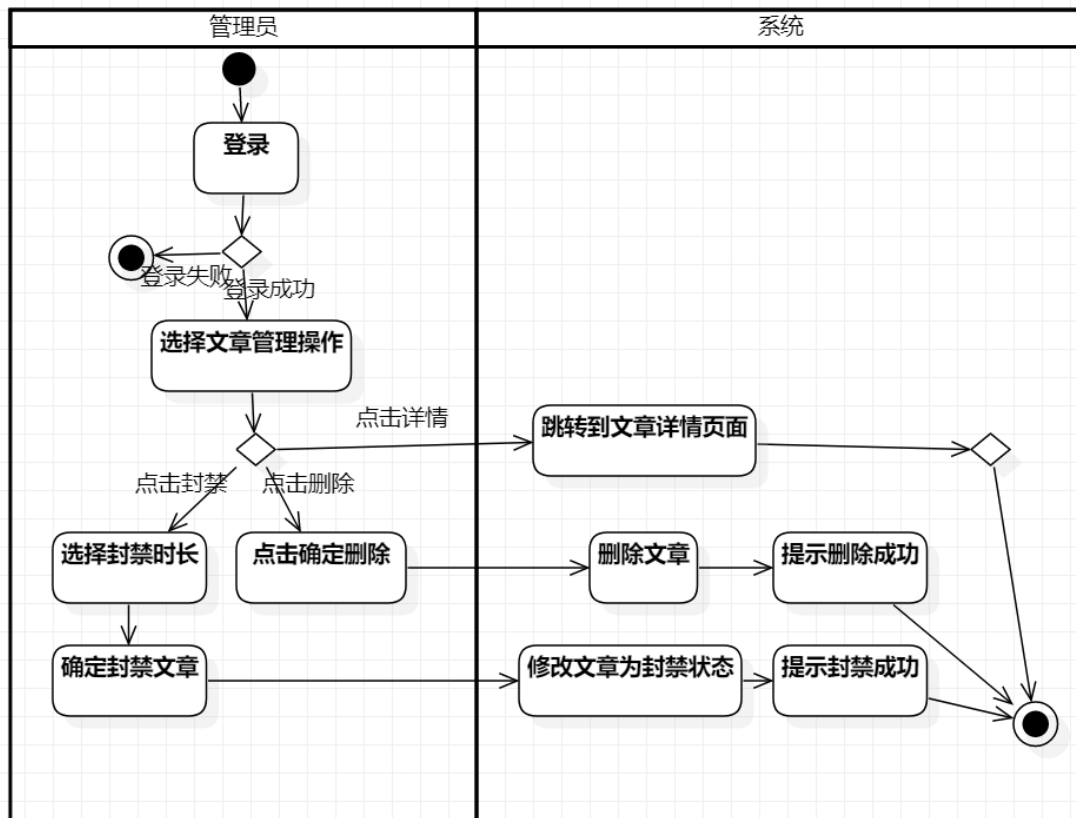 管理员
系统
登录
登录失败
登录成功
选择文章管理操作
点击详情
跳转到文章详情页面
点击封禁
点击删除
选择封禁时长
点击确定删除
删除文章
提示删除成功
确定封禁文章
修改文章为封禁状态
提示封禁成功